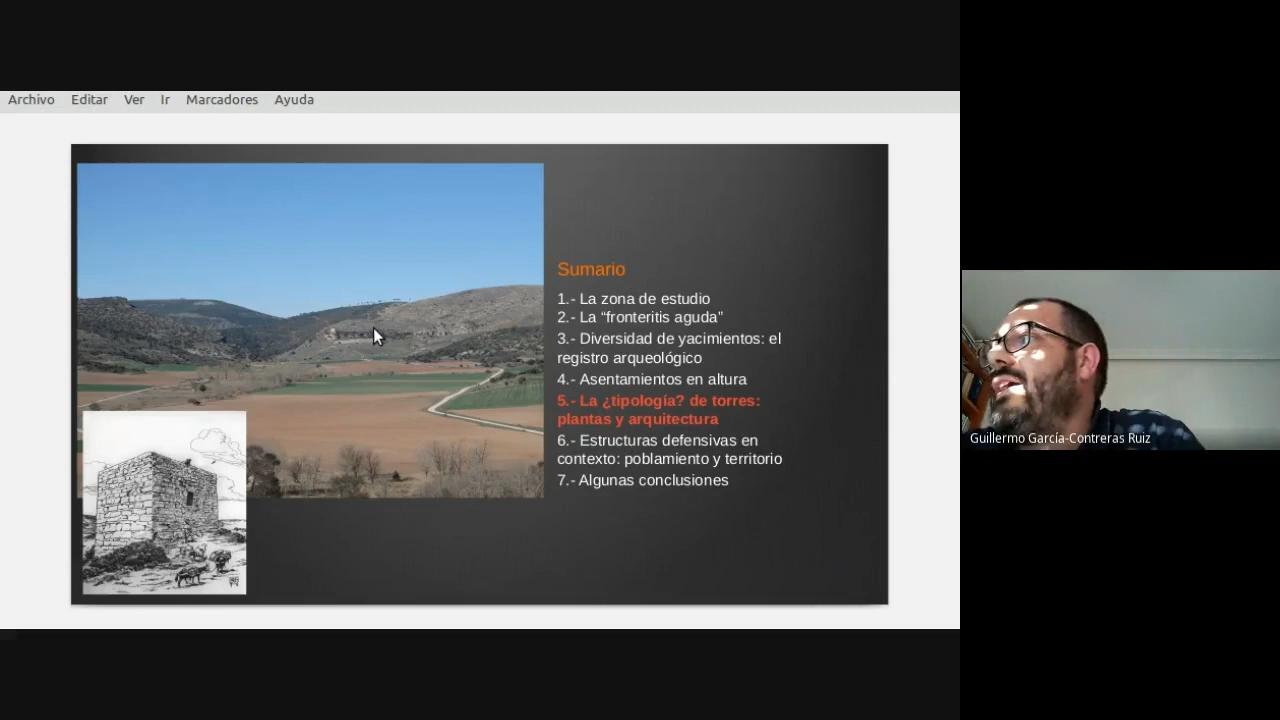 Archivo Editar Ver Ir Marcadores Ayuda
Sumario
1.- La zona de estudio
2.- La “fronteritis aguda”
3.- Diversidad de yacimientos: el
registro arqueológico
4.- Asentamientos en altura
5.- La ¿tipología? de torres:
plantas y arquitectura
6.- Estructuras defensivas en
contexto: poblamiento y territorio
7.- Algunas conclusiones
Guillermo García-Contreras Ruiz